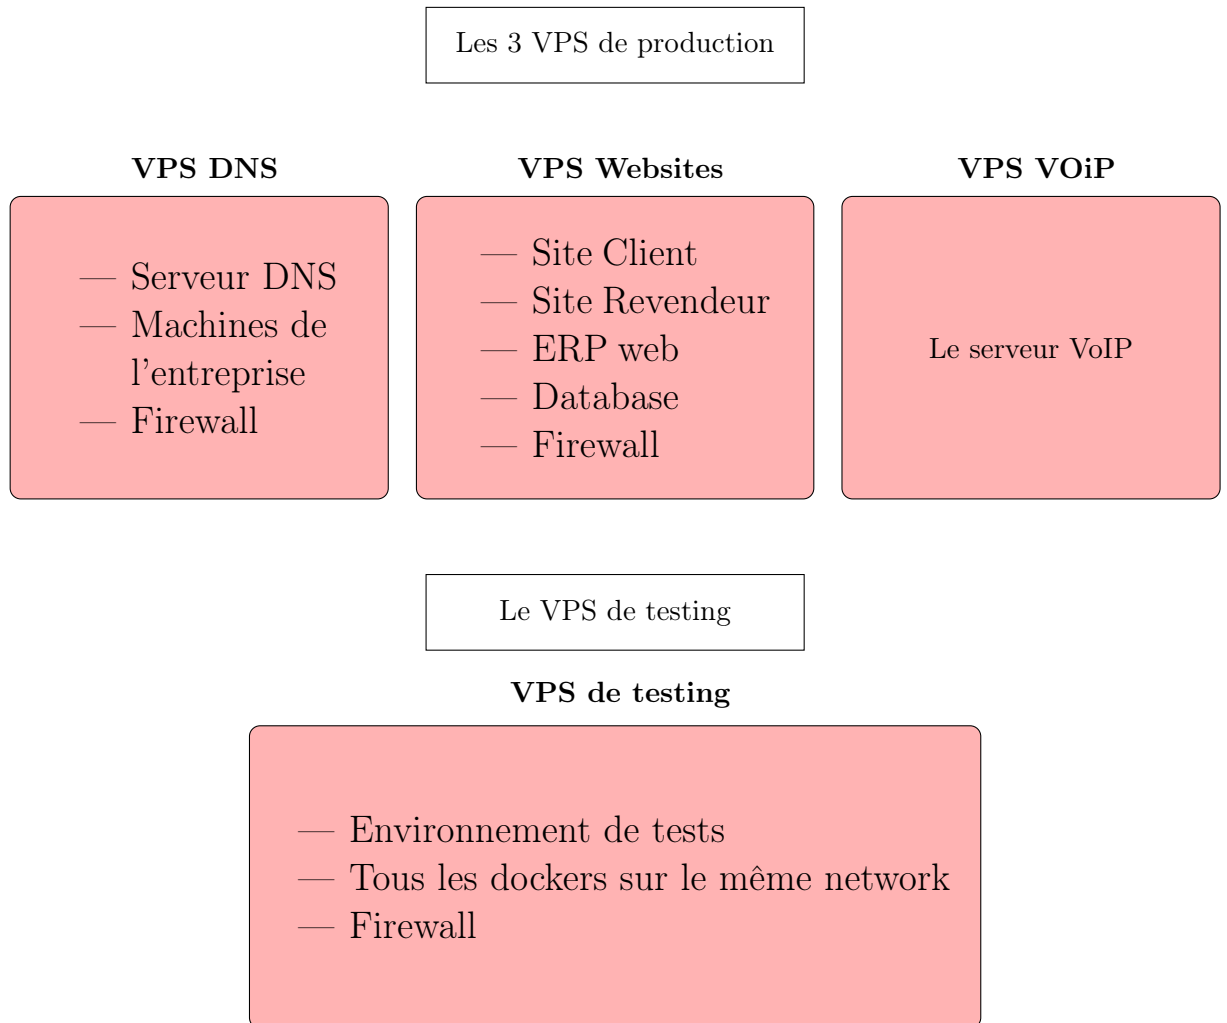 Les 3 VPS de production
VPS DNS
— Serveur DNS
— Machines de
l'entreprise
— Firewall
VPS Websites
— Site Client
— Site Revendeur
— ERP web
— Database
— Firewall
VPS VOiP
Le serveur VoIP
Le VPS de testing
VPS de testing
— Environnement de tests
— Tous les dockers sur le même network
— Firewall